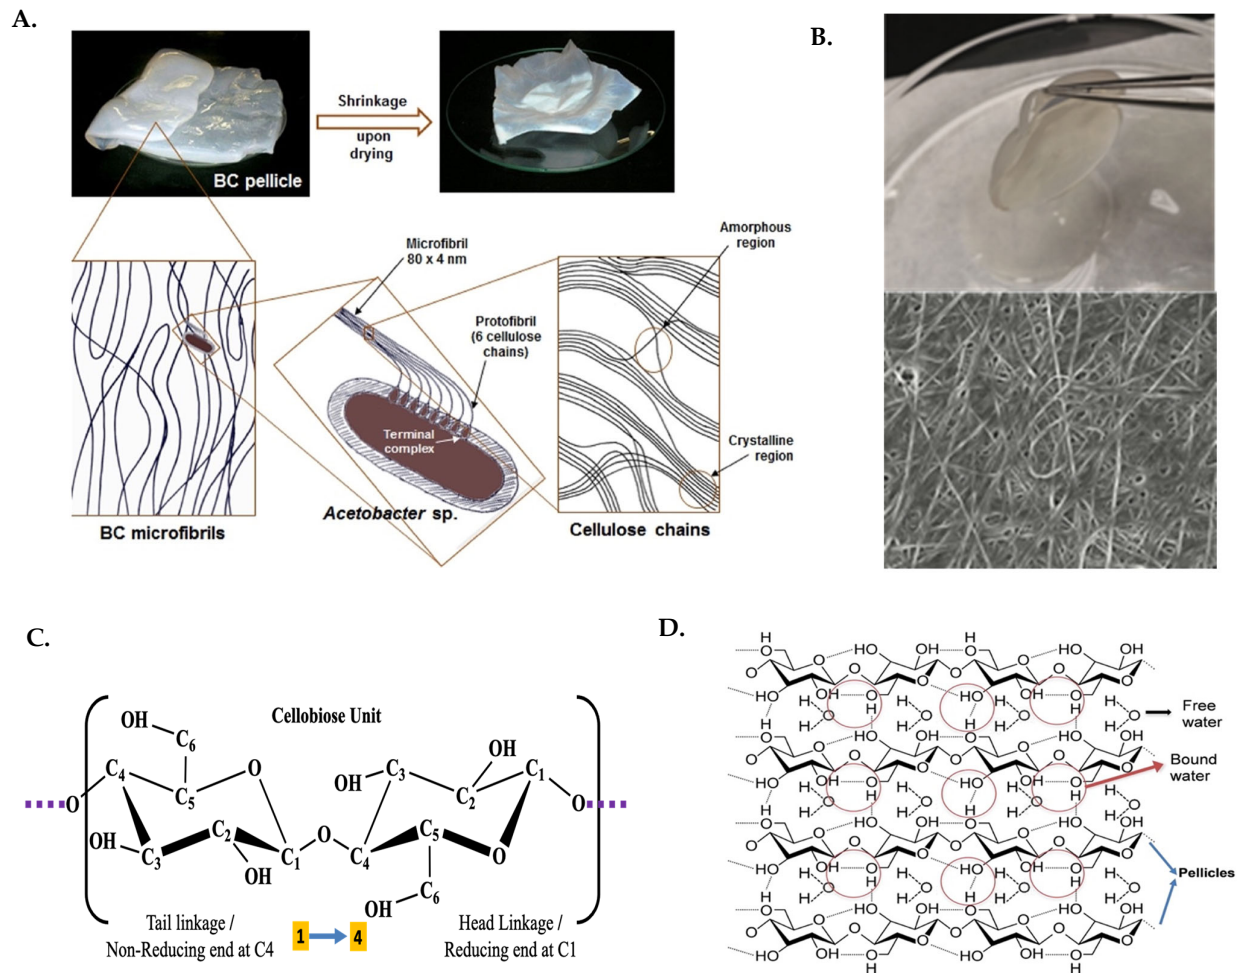 A.
B.
Shrinkage
upon
drying
BC pellicle
Microfibril
80 x 4 nm
Amorphous
region
Protofibril
(6 cellulose
chains)
Terminal
complex
Crystalline
region
BC microfibrils
Acetobacter sp.
Cellulose chains
C.
Cellobiose Unit
OH
C6
C4
O
C5
O
OH
C3
C2
C1
OH
O
OH
C3
OH
C2
C1
C4
C5
O
O
C6
OH
Tail linkage /
Non-Reducing end at C4
1
4
Head Linkage /
Reducing end at C1
D.
Free
water
Bound
water
Pellicles